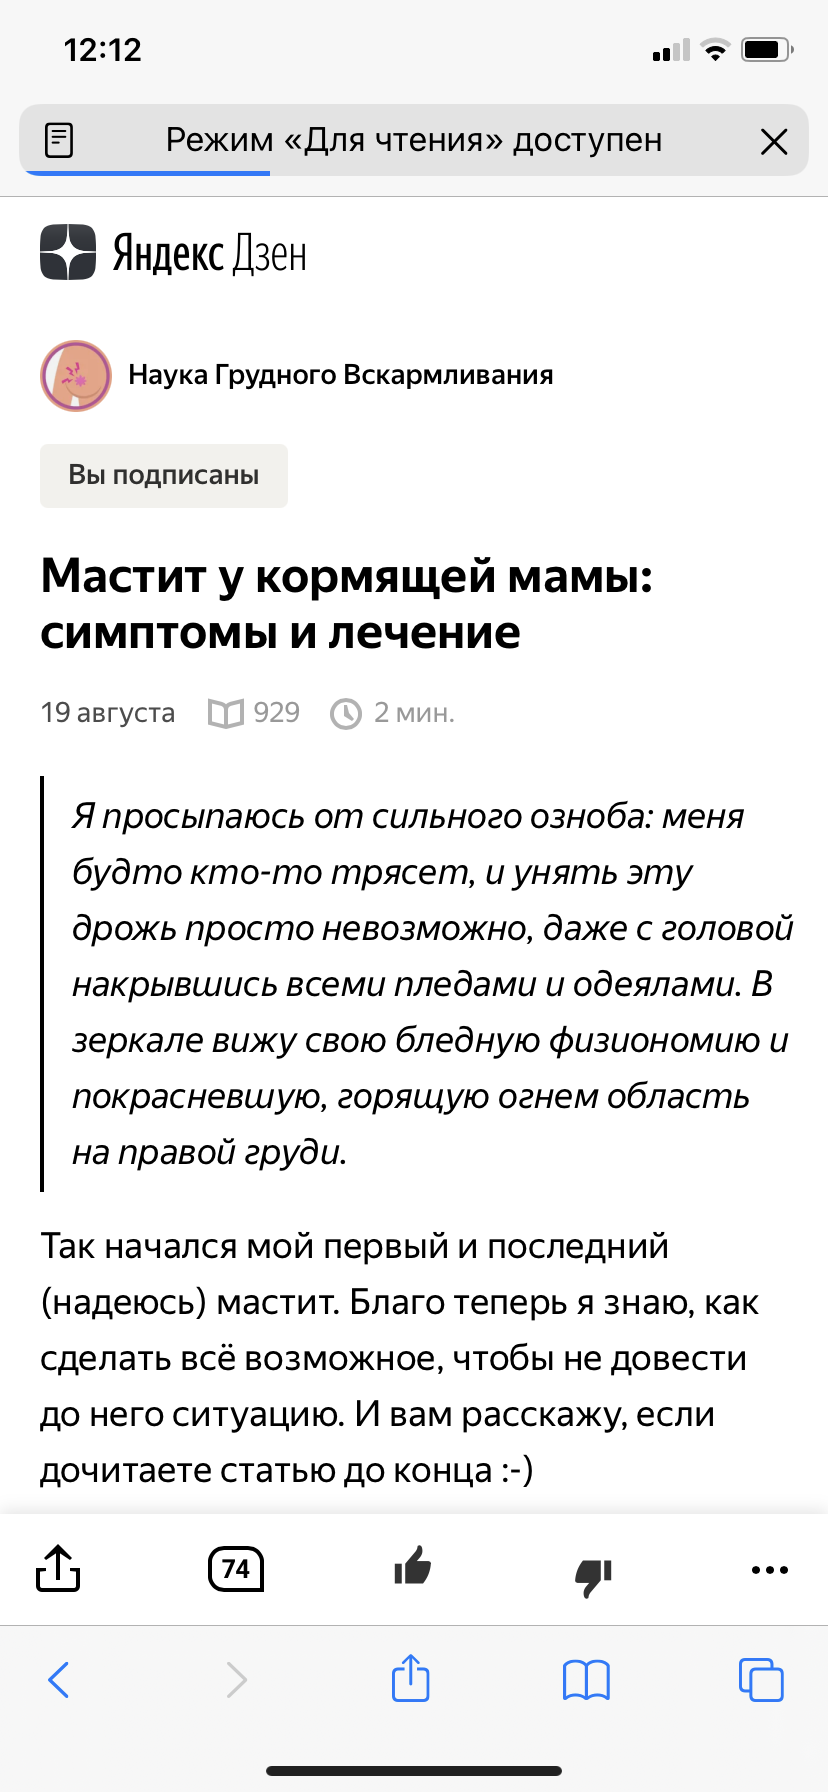 12:12
Режим «Для чтения» доступен
Яндекс Дзен
Наука Грудного Вскармливания
Вы подписаны
Мастит у кормящей мамы:
симптомы и лечение
19 августа 929 2 мин.
Я просыпаюсь от сильного озноба: меня
будто кто-то трясет, и унять эту
дрожь просто невозможно, даже с головой
накрывшись всеми пледами и одеялами. В
зеркале вижу свою бледную физиономию и
покрасневшую, горящую огнем область
на правой груди.
Так начался мой первый и последний
(надеюсь) мастит. Благо теперь я знаю, как
сделать всё возможное, чтобы не довести
до него ситуацию. И вам расскажу, если
дочитаете статью до конца :-)
74